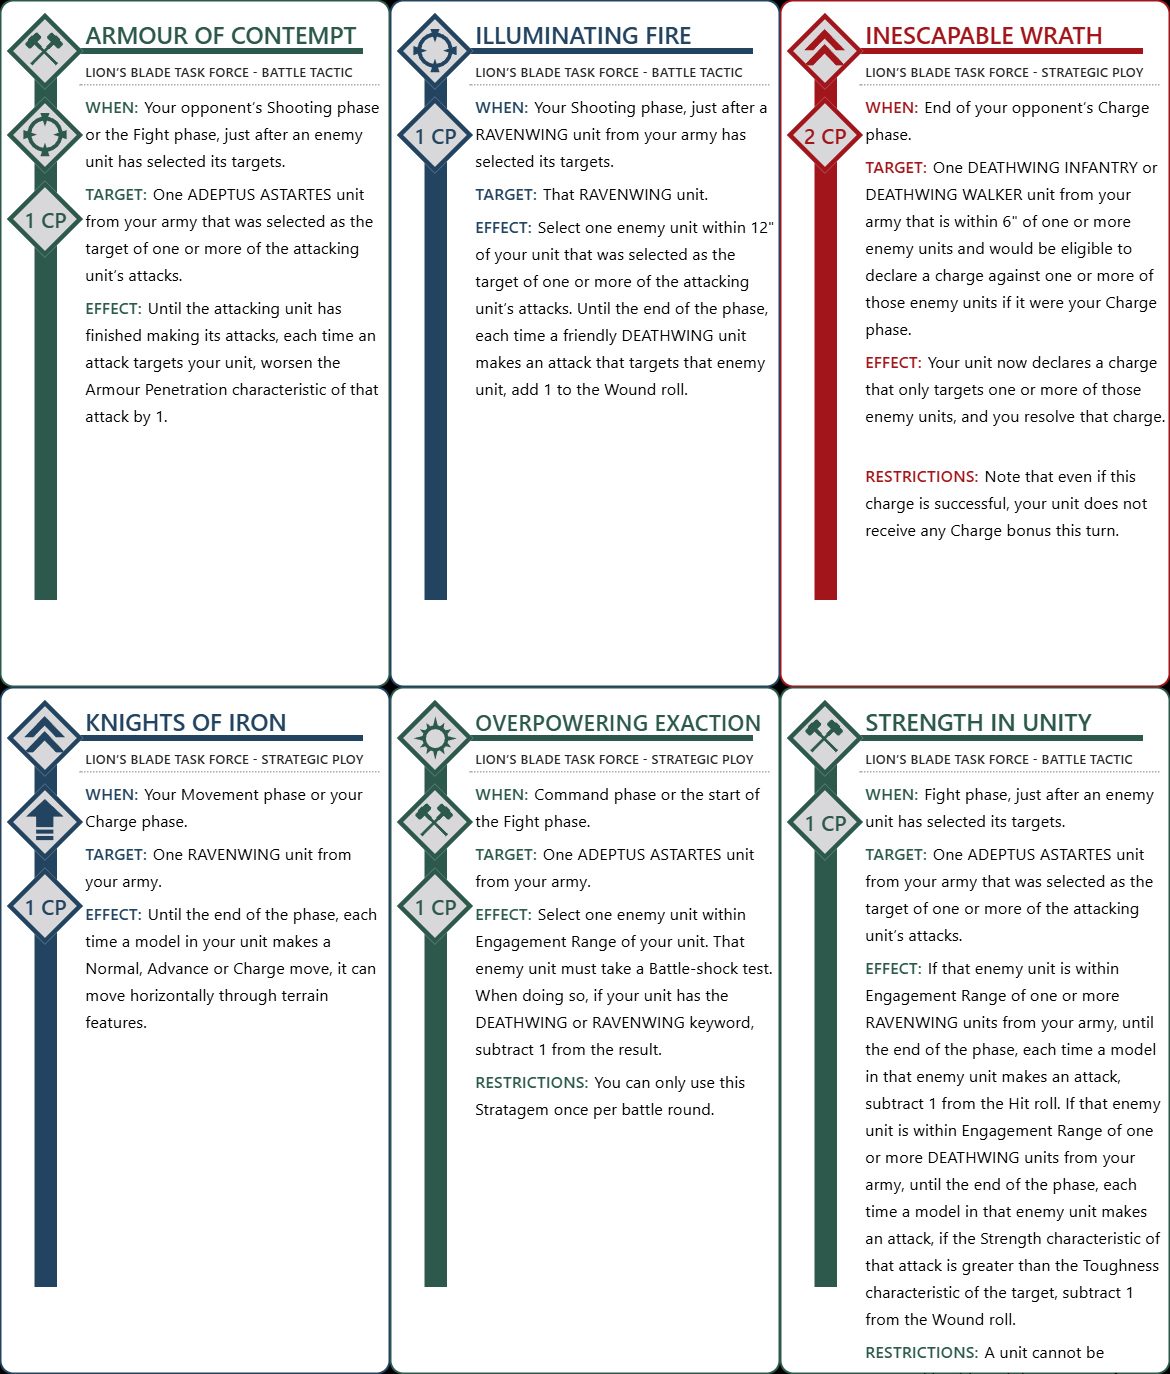 ARMOUR OF CONTEMPT
LION'S BLADE TASK FORCE - BATTLE TACTIC
WHEN: Your opponent's Shooting phase
or the Fight phase, just after an enemy
unit has selected its targets.
1 CP
TARGET: One ADEPTUS ASTARTES unit
from your army that was selected as the
target of one or more of the attacking
unit's attacks.
EFFECT: Until the attacking unit has
finished making its attacks, each time an
attack targets your unit, worsen the
Armour Penetration characteristic of that
attack by 1.
ILLUMINATING FIRE
LION'S BLADE TASK FORCE - BATTLE TACTIC
1 CP
WHEN: Your Shooting phase, just after a
RAVENWING unit from your army has
selected its targets.
TARGET: That RAVENWING unit.
EFFECT: Select one enemy unit within 12"
of your unit that was selected as the
target of one or more of the attacking
unit's attacks. Until the end of the phase,
each time a friendly DEATHWING unit
makes an attack that targets that enemy
unit, add 1 to the Wound roll.
INESCAPABLE WRATH
LION'S BLADE TASK FORCE - STRATEGIC PLOY
2 CP
WHEN: End of your opponent's Charge
phase.
TARGET: One DEATHWING INFANTRY or
DEATHWING WALKER unit from your
army that is within 6" of one or more
enemy units and would be eligible to
declare a charge against one or more of
those enemy units if it were your Charge
phase.
EFFECT: Your unit now declares a charge
that only targets one or more of those
enemy units, and you resolve that charge.
RESTRICTIONS: Note that even if this
charge is successful, your unit does not
receive any Charge bonus this turn.
KNIGHTS OF IRON
LION'S BLADE TASK FORCE - STRATEGIC PLOY
WHEN: Your Movement phase or your
Charge phase.
TARGET: One RAVENWING unit from
your army.
1 CP
EFFECT: Until the end of the phase, each
time a model in your unit makes a
Normal, Advance or Charge move, it can
move horizontally through terrain
features.
OVERPOWERING EXACTION
LION'S BLADE TASK FORCE - STRATEGIC PLOY
WHEN: Command phase or the start of
the Fight phase.
TARGET: One ADEPTUS ASTARTES unit
from your army.
1 CP
EFFECT: Select one enemy unit within
Engagement Range of your unit. That
enemy unit must take a Battle-shock test.
When doing so, if your unit has the
DEATHWING or RAVENWING keyword,
subtract 1 from the result.
RESTRICTIONS: You can only use this
Stratagem once per battle round.
STRENGTH IN UNITY
LION'S BLADE TASK FORCE - BATTLE TACTIC
1 CP
WHEN: Fight phase, just after an enemy
unit has selected its targets.
TARGET: One ADEPTUS ASTARTES unit
from your army that was selected as the
target of one or more of the attacking
unit's attacks.
EFFECT: If that enemy unit is within
Engagement Range of one or more
RAVENWING units from your army, until
the end of the phase, each time a model
in that enemy unit makes an attack,
subtract 1 from the Hit roll. If that enemy
unit is within Engagement Range of one
or more DEATHWING units from your
army, until the end of the phase, each
time a model in that enemy unit makes
an attack, if the Strength characteristic of
that attack is greater than the Toughness
characteristic of the target, subtract 1
from the Wound roll.
RESTRICTIONS: A unit cannot be